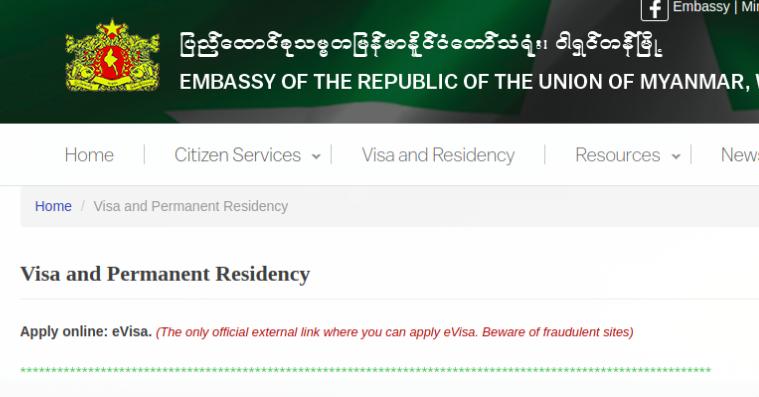 Embassy |
ပြည်ထောင်စုသမ္မတမြန်မာနိုင်ငံတော်သံရုံး၊ ဝါရှင်တန်မြို့
EMBASSY OF THE REPUBLIC OF THE UNION OF MYANMAR,
Home Citizen Services Visa and Residency Resources News
Home / Visa and Permanent Residency
Visa and Permanent Residency
Apply online: eVisa. (The only official external link where you can apply eVisa. Beware of fraudulent sites)